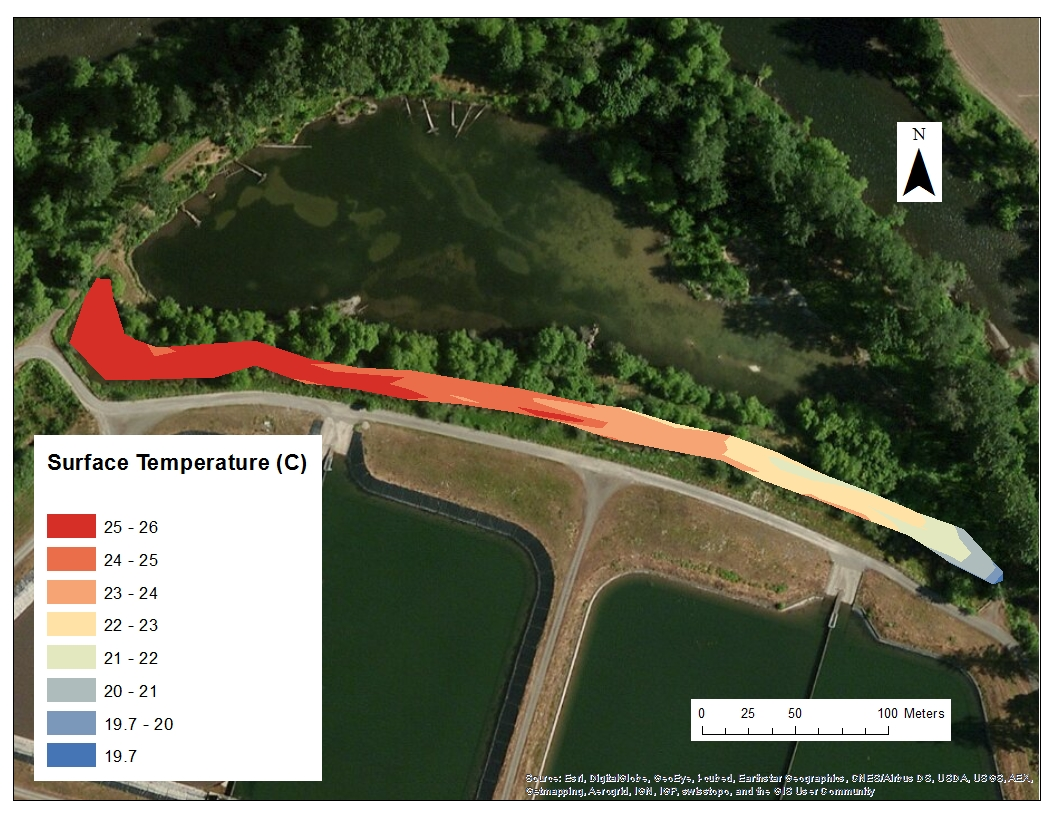 N
Surface Temperature (C)
25 - 26
24 - 25
23 - 24
22 - 23
21 - 22
20 - 21
19.7 - 20
19.7
0 25 50 100 Meters
Source: Esri, DigitalGlobe, GeoEye, i-cubed, Earthstar Geographics, CNES/Airbus DS, USDA, USGS, AEX,
Getmapping, Aerogrid, IGN, IGP, swisstopo, and the GIS User Community